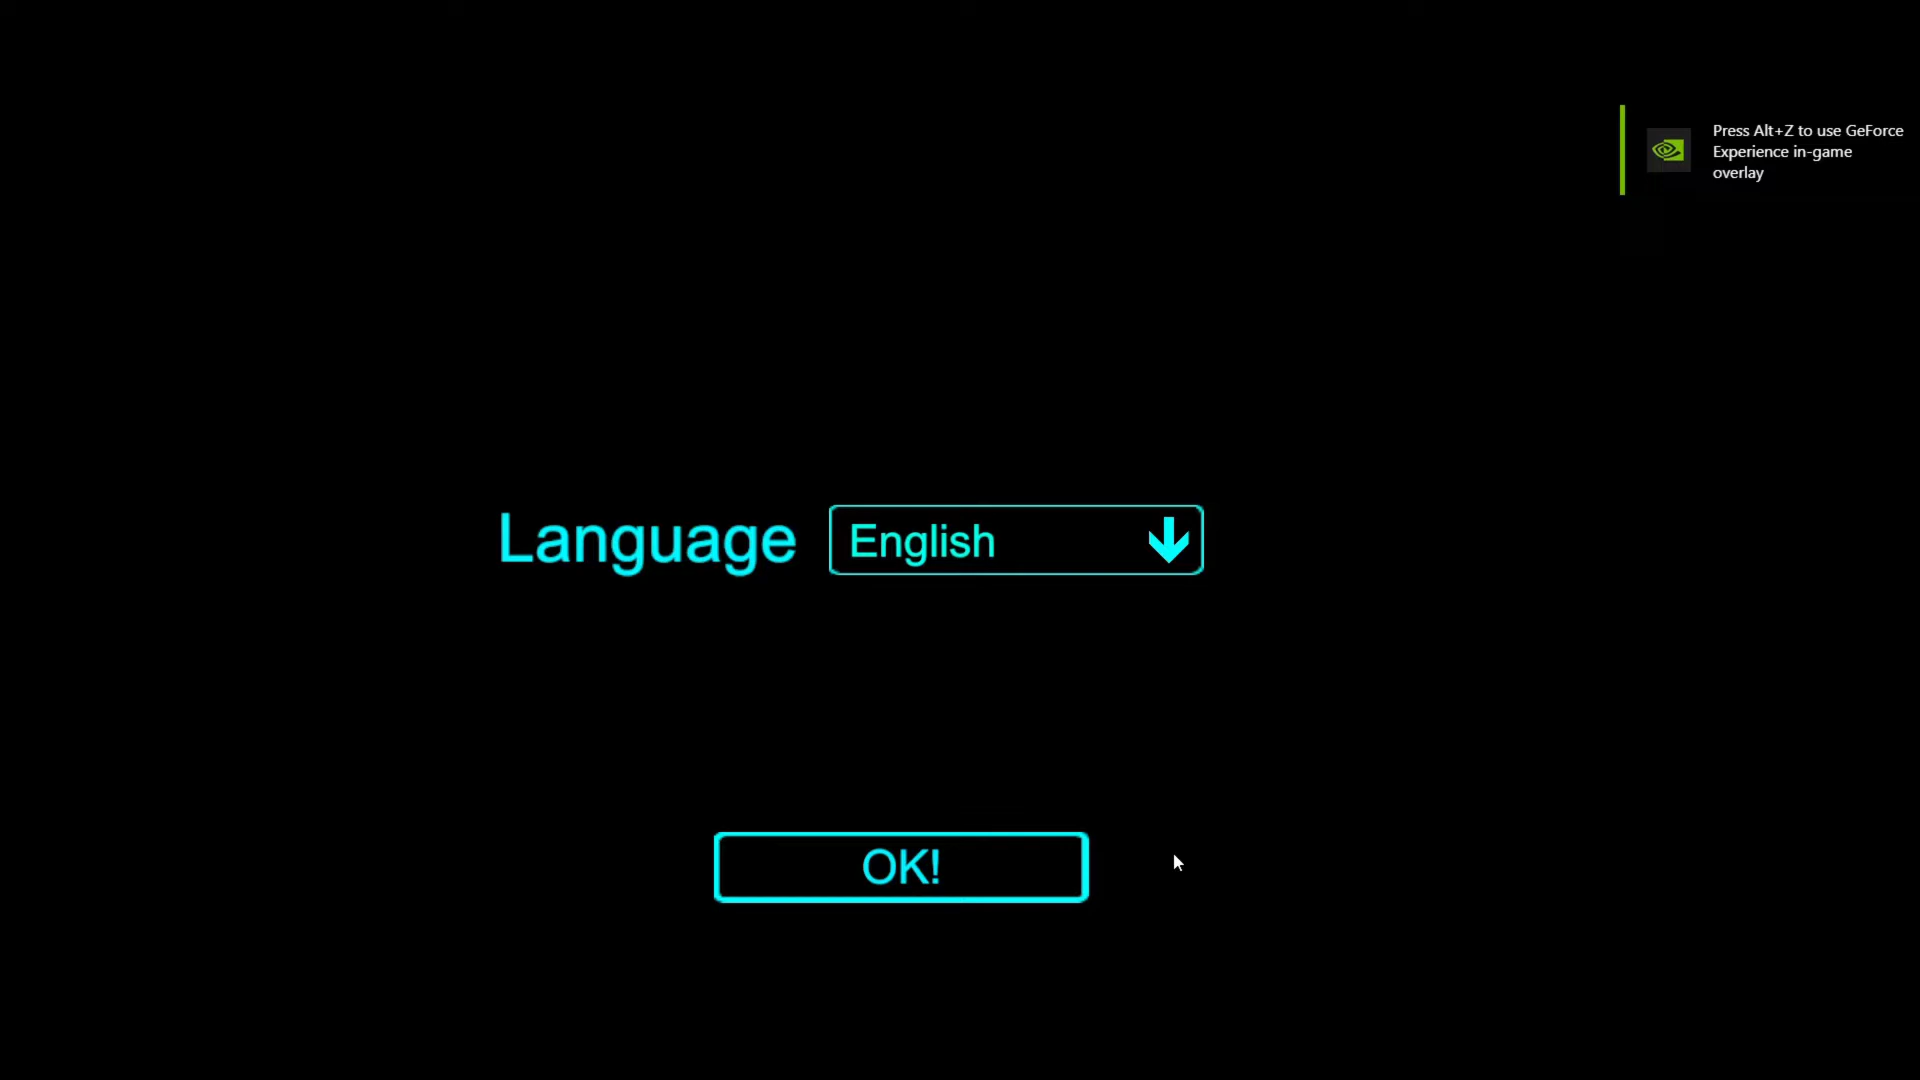 Press Alt+Z to use GeForce
Experience in-game
overlay
Language
English
OK!